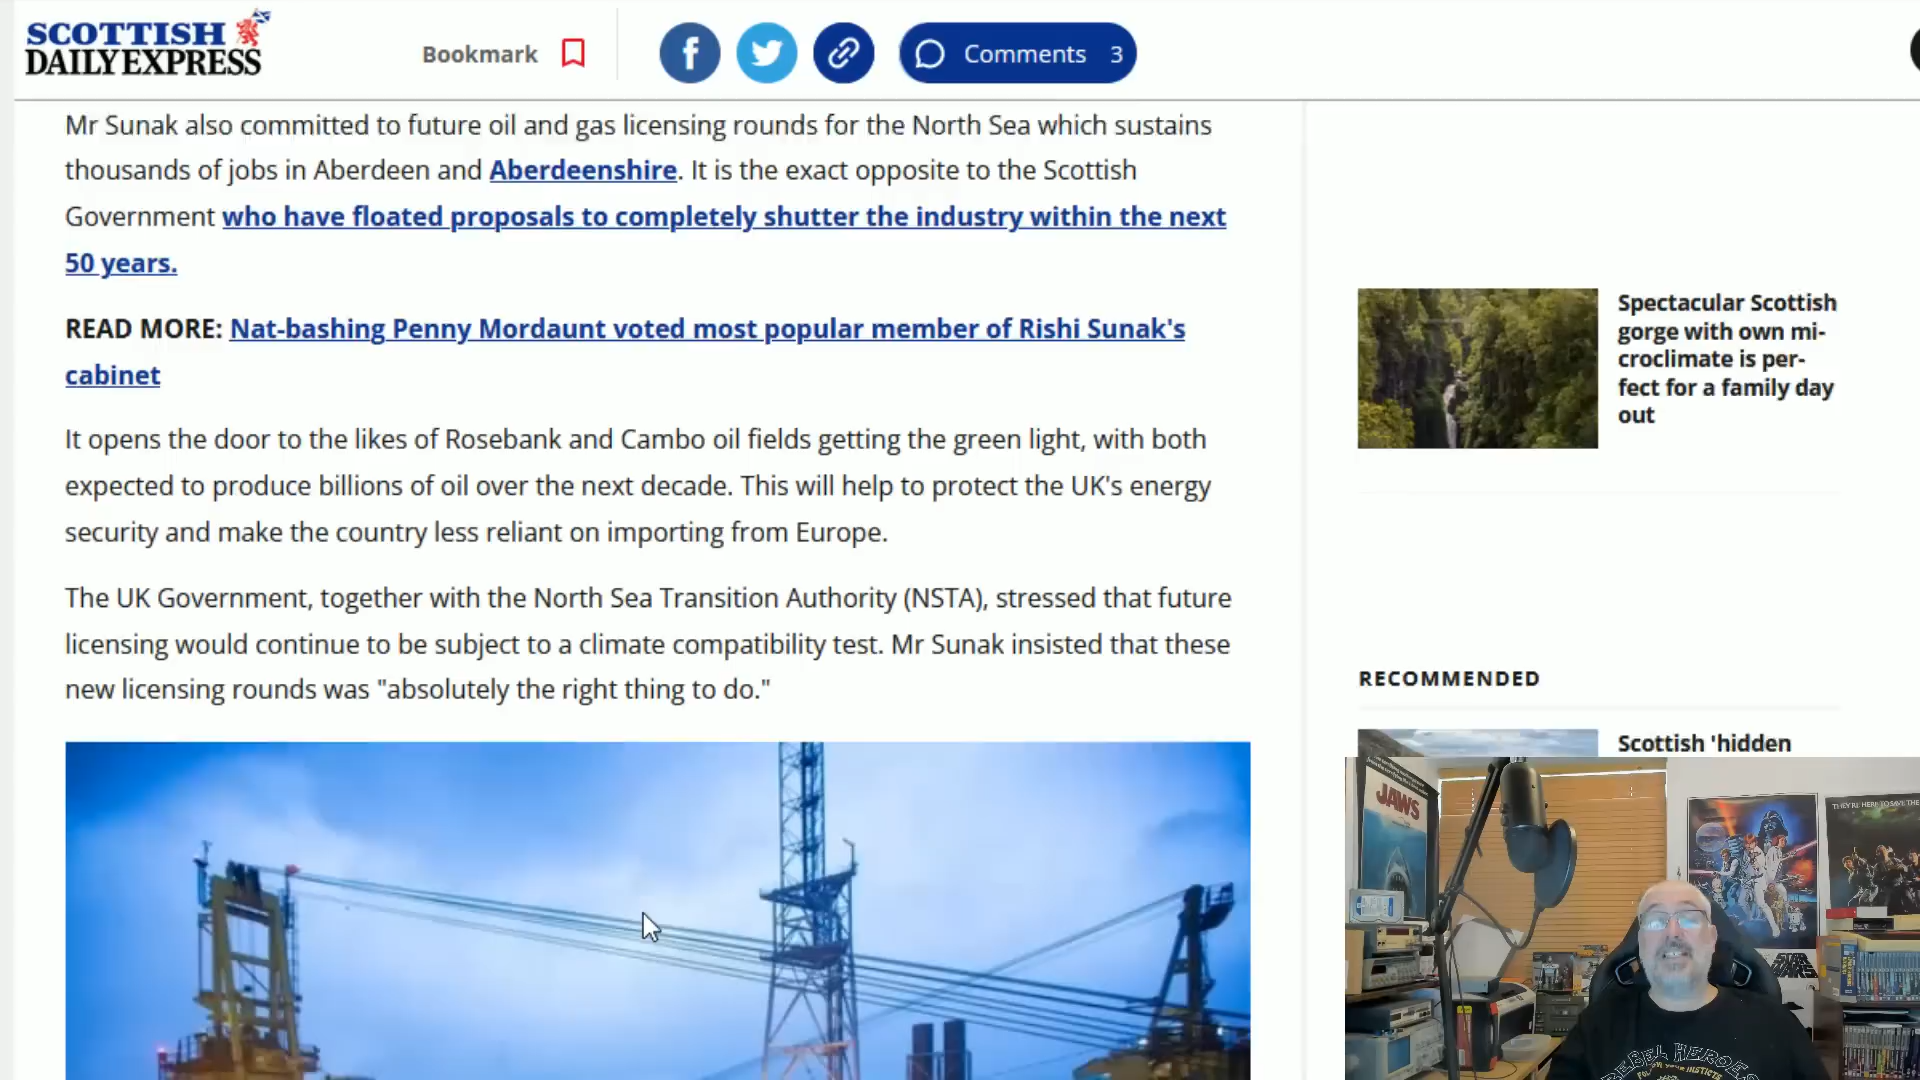 SCOTTISH
DAILY EXPRESS
Bookmark
f
Comments 3
Mr Sunak also committed to future oil and gas licensing rounds for the North Sea which sustains
thousands of jobs in Aberdeen and Aberdeenshire. It is the exact opposite to the Scottish
Government who have floated proposals to completely shutter the industry within the next
50 years.
READ MORE: Nat-bashing Penny Mordaunt voted most popular member of Rishi Sunak's
cabinet
It opens the door to the likes of Rosebank and Cambo oil fields getting the green light, with both
expected to produce billions of oil over the next decade. This will help to protect the UK's energy
security and make the country less reliant on importing from Europe.
The UK Government, together with the North Sea Transition Authority (NSTA), stressed that future
licensing would continue to be subject to a climate compatibility test. Mr Sunak insisted that these
new licensing rounds was "absolutely the right thing to do."
Spectacular Scottish
gorge with own mi-
croclimate is per-
fect for a family day
out
RECOMMENDED
Scottish 'hidden
JAWS
THEY'RE HERE TO SAVE THE
STAR
WARS
REBEL HEROES